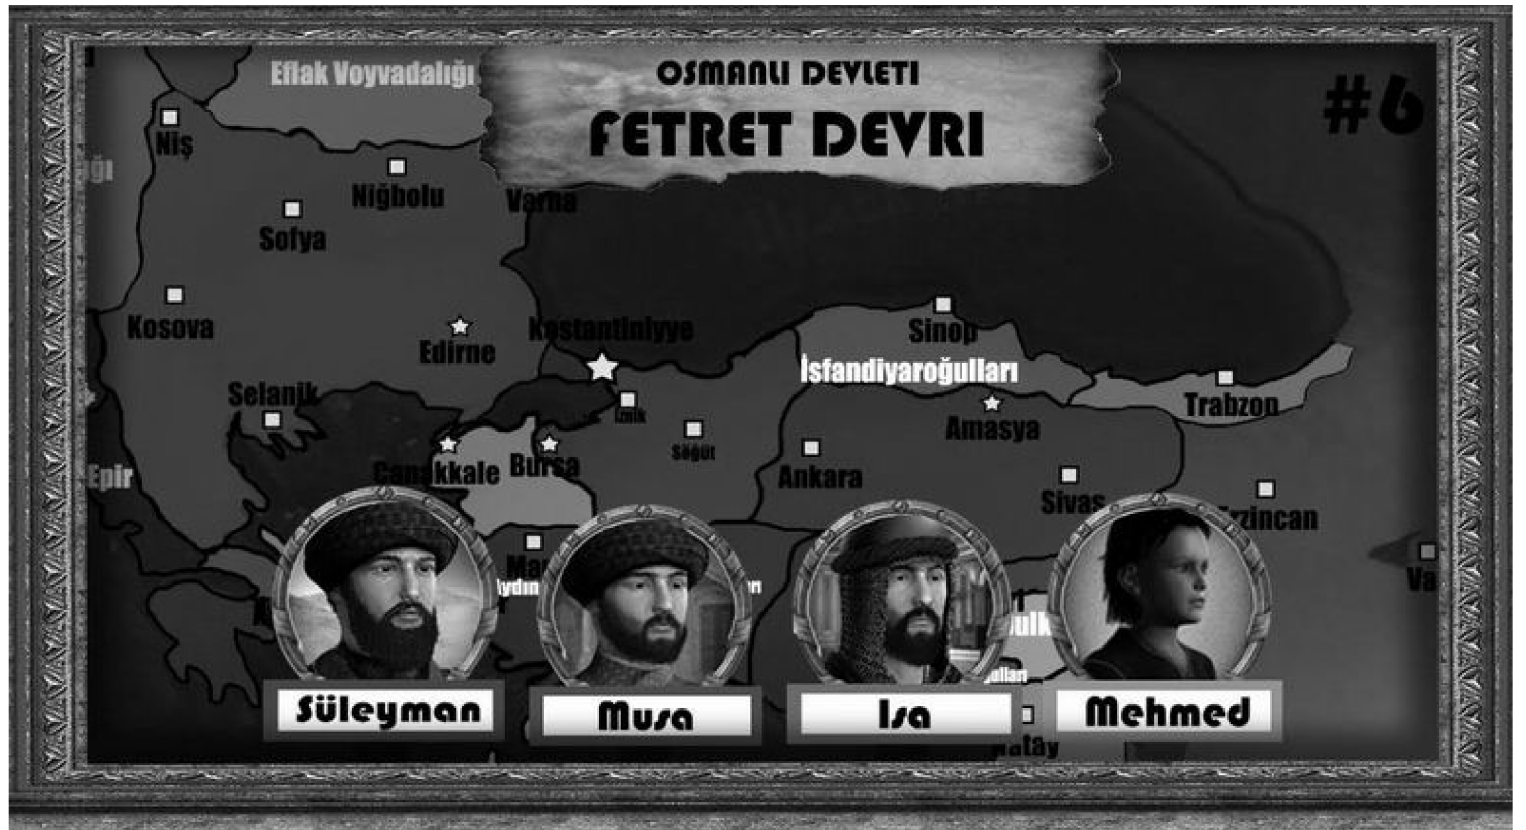 Eflak Voyvadalığı
OSMANLI DEVLETI
FETRET DEVRI
#6
Niş
Niğbolu
Varna
Sofya
Kosova
Edirne
Kostantiniyye
Sinop
İsfandiyaroğulları
Trabzon
Selanik
İznik
Amasya
Söğüt
Çanakkale
Bursa
Ankara
Epir
Sivas
Erzincan
Süleyman
Musa
Isa
Mehmed